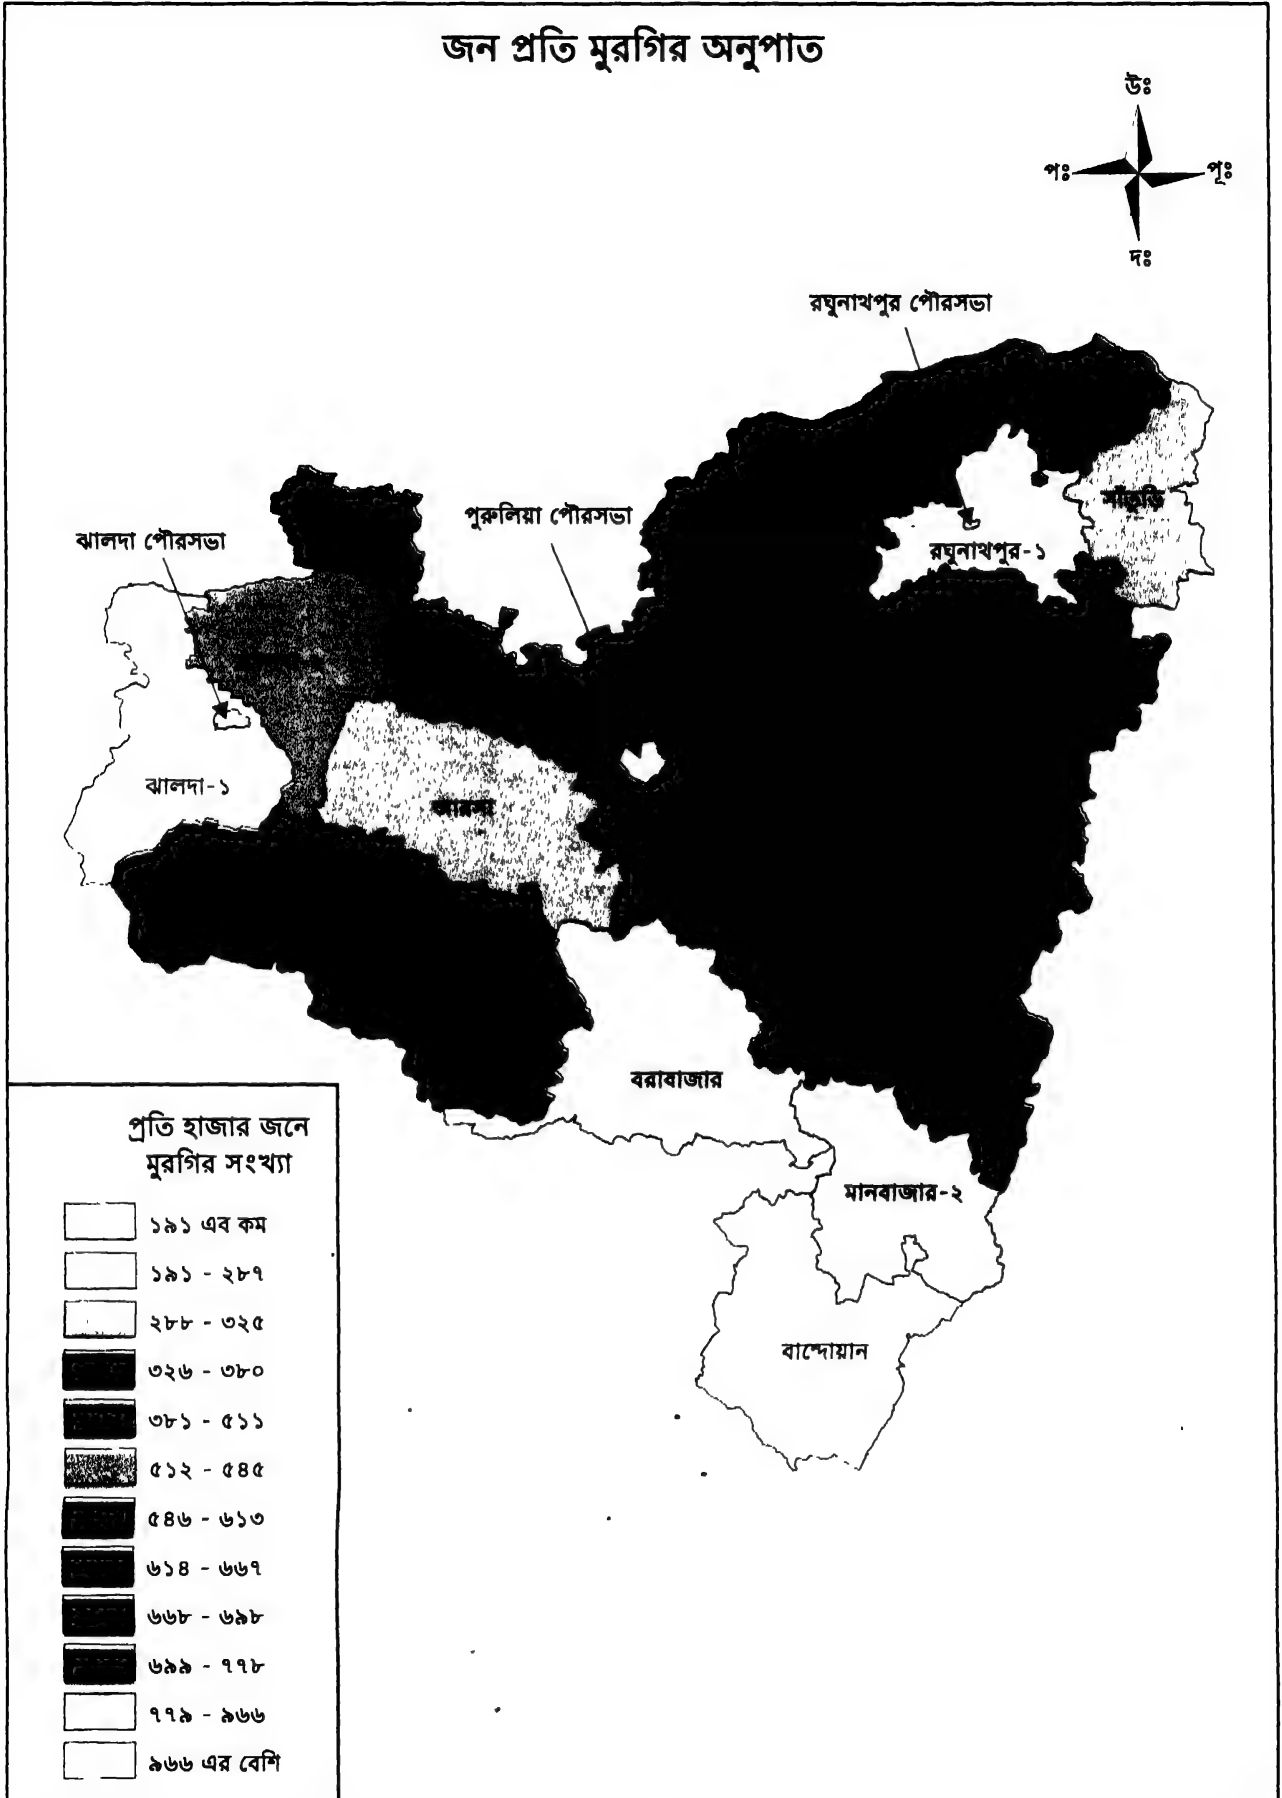 জন প্রতি মুরগির অনুপাত
উঃ
পঃ
পূঃ
দঃ
রঘুনাথপুর পৌরসভা
পুরুলিয়া পৌরসভা
ঝালদা পৌরসভা
সাঁতুড়ি
রঘুনাথপুর-১
ঝালদা-১
আরসা
বরাবাজার
মানবাজার-২
বান্দোয়ান
প্রতি হাজার জনে
মুরগির সংখ্যা
১৯১ এব কম
১৯১ - ২৮৭
২৮৮ - ৩২৫
৩২৬ - ৩৮০
৩৮১ - ৫১১
৫১২ - ৫৪৫
৫৪৬ - ৬১৩
৬১৪ - ৬৬৭
৬৬৮ - ৬৯৮
৬৯৯ - ৭৭৮
৭৭৯ - ৯৬৬
৯৬৬ এর বেশি